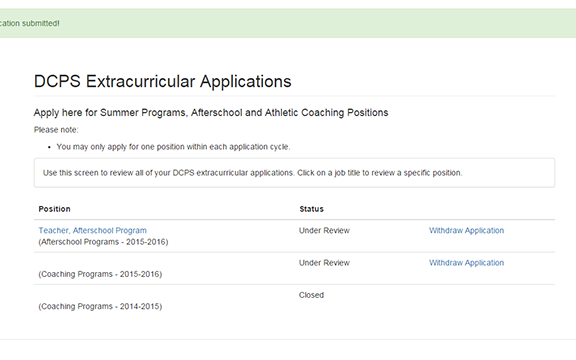 submitted!
DCPS Extracurricular Applications
Apply here for Summer Programs, Afterschool and Athletic Coaching Positions
Please note:
• You may only apply for one position within each application cycle.
Use this screen to review all of your DCPS extracurricular applications. Click on a job title to review a specific position.
Position Status
Teacher, Afterschool Program Under Review Withdraw Application
(Afterschool Programs - 2015-2016)
Under Review Withdraw Application
(Coaching Programs - 2015-2016)
Closed
(Coaching Programs - 2014-2015)